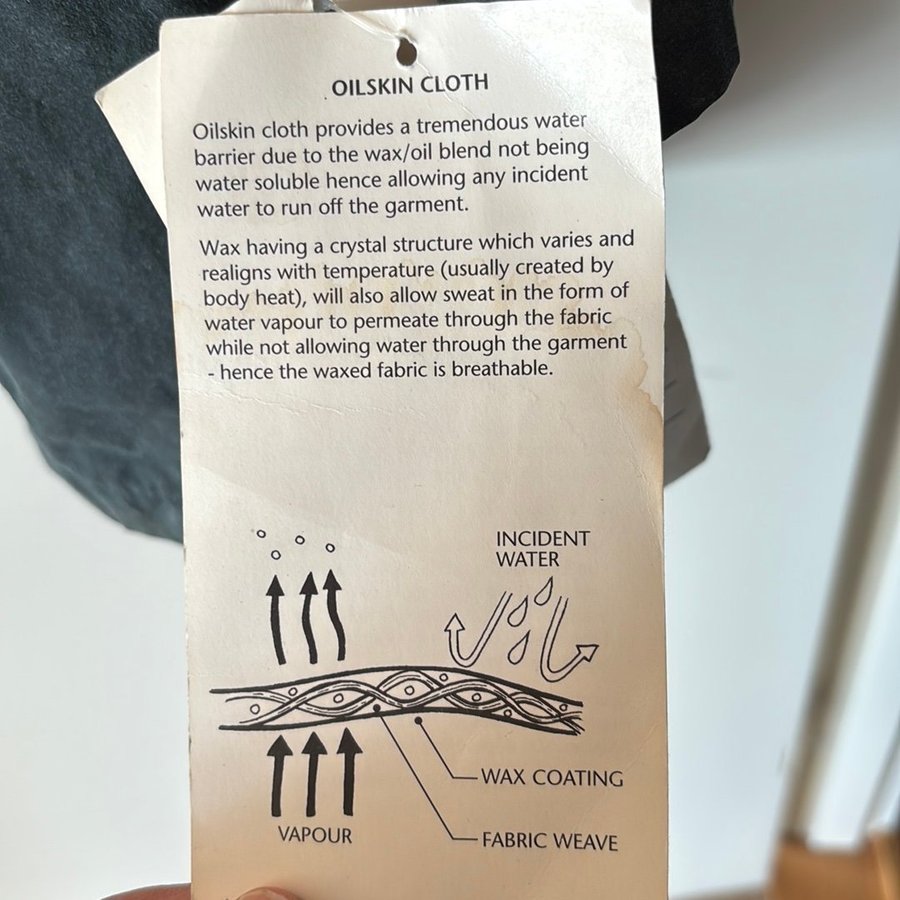 OILSKIN CLOTH
Oilskin cloth provides a tremendous water
barrier due to the wax/oil blend not being
water soluble hence allowing any incident
water to run off the garment.
Wax having a crystal structure which varies and
realigns with temperature (usually created by
body heat), will also allow sweat in the form of
water vapour to permeate through the fabric
while not allowing water through the garment
- hence the waxed fabric is breathable.
INCIDENT
WATER
WAX COATING
VAPOUR
FABRIC WEAVE